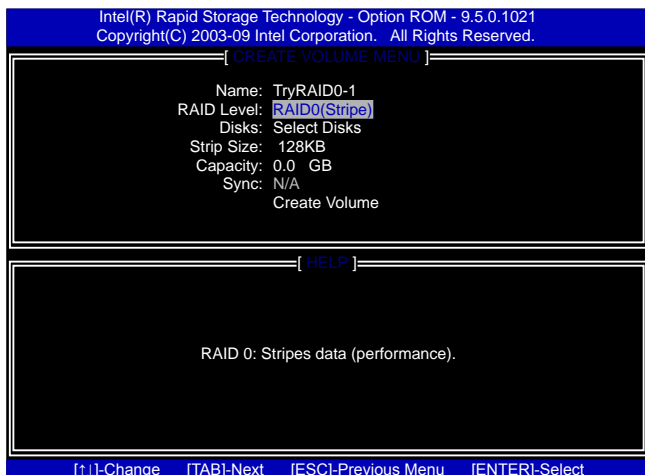 Intel(R) Rapid Storage Technology - Option ROM - 9.5.0.1021
Copyright(C) 2003-09 Intel Corporation. All Rights Reserved.
[ CREATE VOLUME MENU ]
Name: TryRAID0-1
RAID Level: RAID0(Stripe)
Disks: Select Disks
Strip Size: 128KB
Capacity: 0.0 GB
Sync: N/A
Create Volume
[ HELP ]
RAID 0: Stripes data (performance).
[↑↓]-Change [TAB]-Next [ESC]-Previous Menu [ENTER]-Select